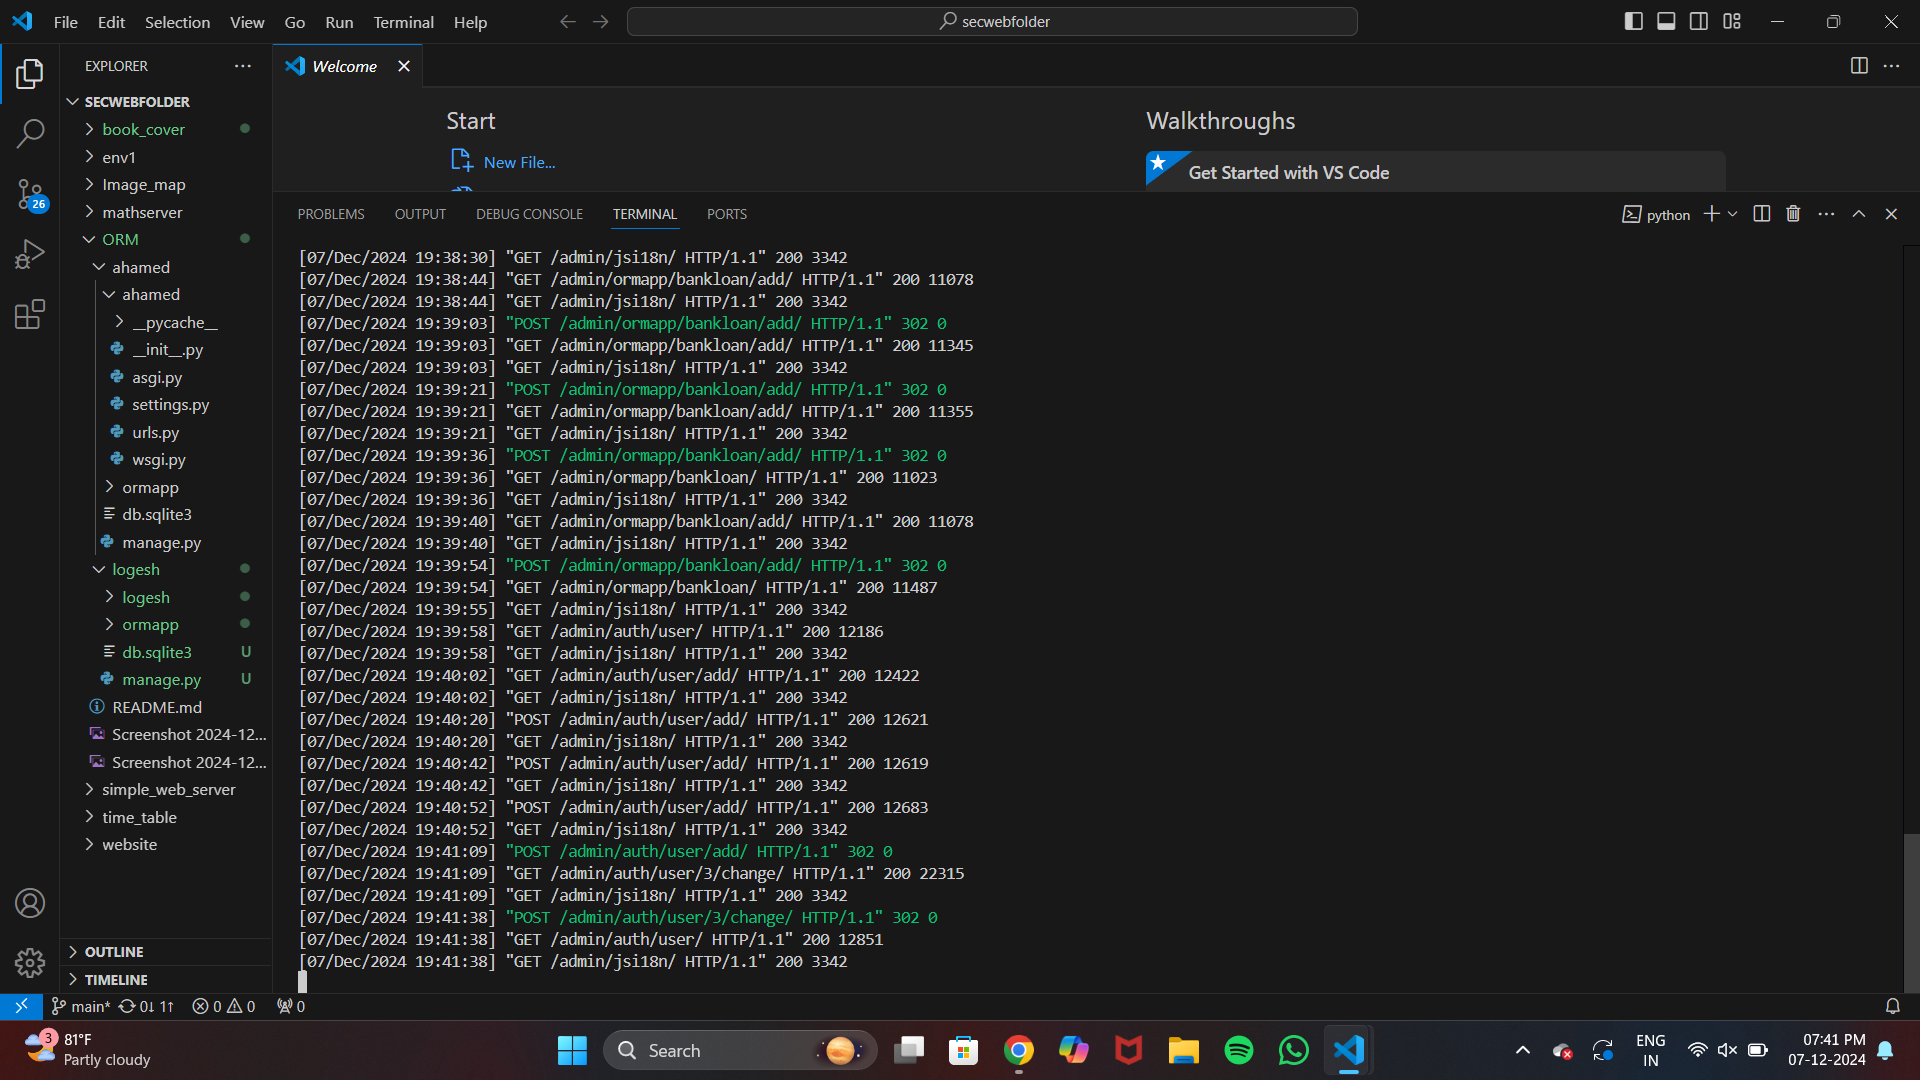 File Edit Selection View Go Run Terminal Help
secwebfolder
EXPLORER
SECWEBFOLDER
book_cover
env1
Image_map
mathserver
ORM
ahamed
ahamed
__pycache__
__init__.py
asgi.py
settings.py
urls.py
wsgi.py
ormapp
db.sqlite3
manage.py
logesh
logesh
ormapp
db.sqlite3 U
manage.py U
README.md
Screenshot 2024-12...
Screenshot 2024-12...
simple_web_server
time_table
website
OUTLINE
TIMELINE
26
Welcome
Start
New File...
Walkthroughs
Get Started with VS Code
PROBLEMS OUTPUT DEBUG CONSOLE TERMINAL PORTS
python
[07/Dec/2024 19:38:30] "GET /admin/jsi18n/ HTTP/1.1" 200 3342
[07/Dec/2024 19:38:44] "GET /admin/ormapp/bankloan/add/ HTTP/1.1" 200 11078
[07/Dec/2024 19:38:44] "GET /admin/jsi18n/ HTTP/1.1" 200 3342
[07/Dec/2024 19:39:03] "POST /admin/ormapp/bankloan/add/ HTTP/1.1" 302 0
[07/Dec/2024 19:39:03] "GET /admin/ormapp/bankloan/add/ HTTP/1.1" 200 11345
[07/Dec/2024 19:39:03] "GET /admin/jsi18n/ HTTP/1.1" 200 3342
[07/Dec/2024 19:39:21] "POST /admin/ormapp/bankloan/add/ HTTP/1.1" 302 0
[07/Dec/2024 19:39:21] "GET /admin/ormapp/bankloan/add/ HTTP/1.1" 200 11355
[07/Dec/2024 19:39:21] "GET /admin/jsi18n/ HTTP/1.1" 200 3342
[07/Dec/2024 19:39:36] "POST /admin/ormapp/bankloan/add/ HTTP/1.1" 302 0
[07/Dec/2024 19:39:36] "GET /admin/ormapp/bankloan/ HTTP/1.1" 200 11023
[07/Dec/2024 19:39:36] "GET /admin/jsi18n/ HTTP/1.1" 200 3342
[07/Dec/2024 19:39:40] "GET /admin/ormapp/bankloan/add/ HTTP/1.1" 200 11078
[07/Dec/2024 19:39:40] "GET /admin/jsi18n/ HTTP/1.1" 200 3342
[07/Dec/2024 19:39:54] "POST /admin/ormapp/bankloan/add/ HTTP/1.1" 302 0
[07/Dec/2024 19:39:54] "GET /admin/ormapp/bankloan/ HTTP/1.1" 200 11487
[07/Dec/2024 19:39:55] "GET /admin/jsi18n/ HTTP/1.1" 200 3342
[07/Dec/2024 19:39:58] "GET /admin/auth/user/ HTTP/1.1" 200 12186
[07/Dec/2024 19:39:58] "GET /admin/jsi18n/ HTTP/1.1" 200 3342
[07/Dec/2024 19:40:02] "GET /admin/auth/user/add/ HTTP/1.1" 200 12422
[07/Dec/2024 19:40:02] "GET /admin/jsi18n/ HTTP/1.1" 200 3342
[07/Dec/2024 19:40:20] "POST /admin/auth/user/add/ HTTP/1.1" 200 12621
[07/Dec/2024 19:40:20] "GET /admin/jsi18n/ HTTP/1.1" 200 3342
[07/Dec/2024 19:40:42] "POST /admin/auth/user/add/ HTTP/1.1" 200 12619
[07/Dec/2024 19:40:42] "GET /admin/jsi18n/ HTTP/1.1" 200 3342
[07/Dec/2024 19:40:52] "POST /admin/auth/user/add/ HTTP/1.1" 200 12683
[07/Dec/2024 19:40:52] "GET /admin/jsi18n/ HTTP/1.1" 200 3342
[07/Dec/2024 19:41:09] "POST /admin/auth/user/add/ HTTP/1.1" 302 0
[07/Dec/2024 19:41:09] "GET /admin/auth/user/3/change/ HTTP/1.1" 200 22315
[07/Dec/2024 19:41:09] "GET /admin/jsi18n/ HTTP/1.1" 200 3342
[07/Dec/2024 19:41:38] "POST /admin/auth/user/3/change/ HTTP/1.1" 302 0
[07/Dec/2024 19:41:38] "GET /admin/auth/user/ HTTP/1.1" 200 12851
[07/Dec/2024 19:41:38] "GET /admin/jsi18n/ HTTP/1.1" 200 3342
main* 0↓ 1↑ 0 0 0
3
81°F
Partly cloudy
Search
ENG
IN
07:41 PM
07-12-2024